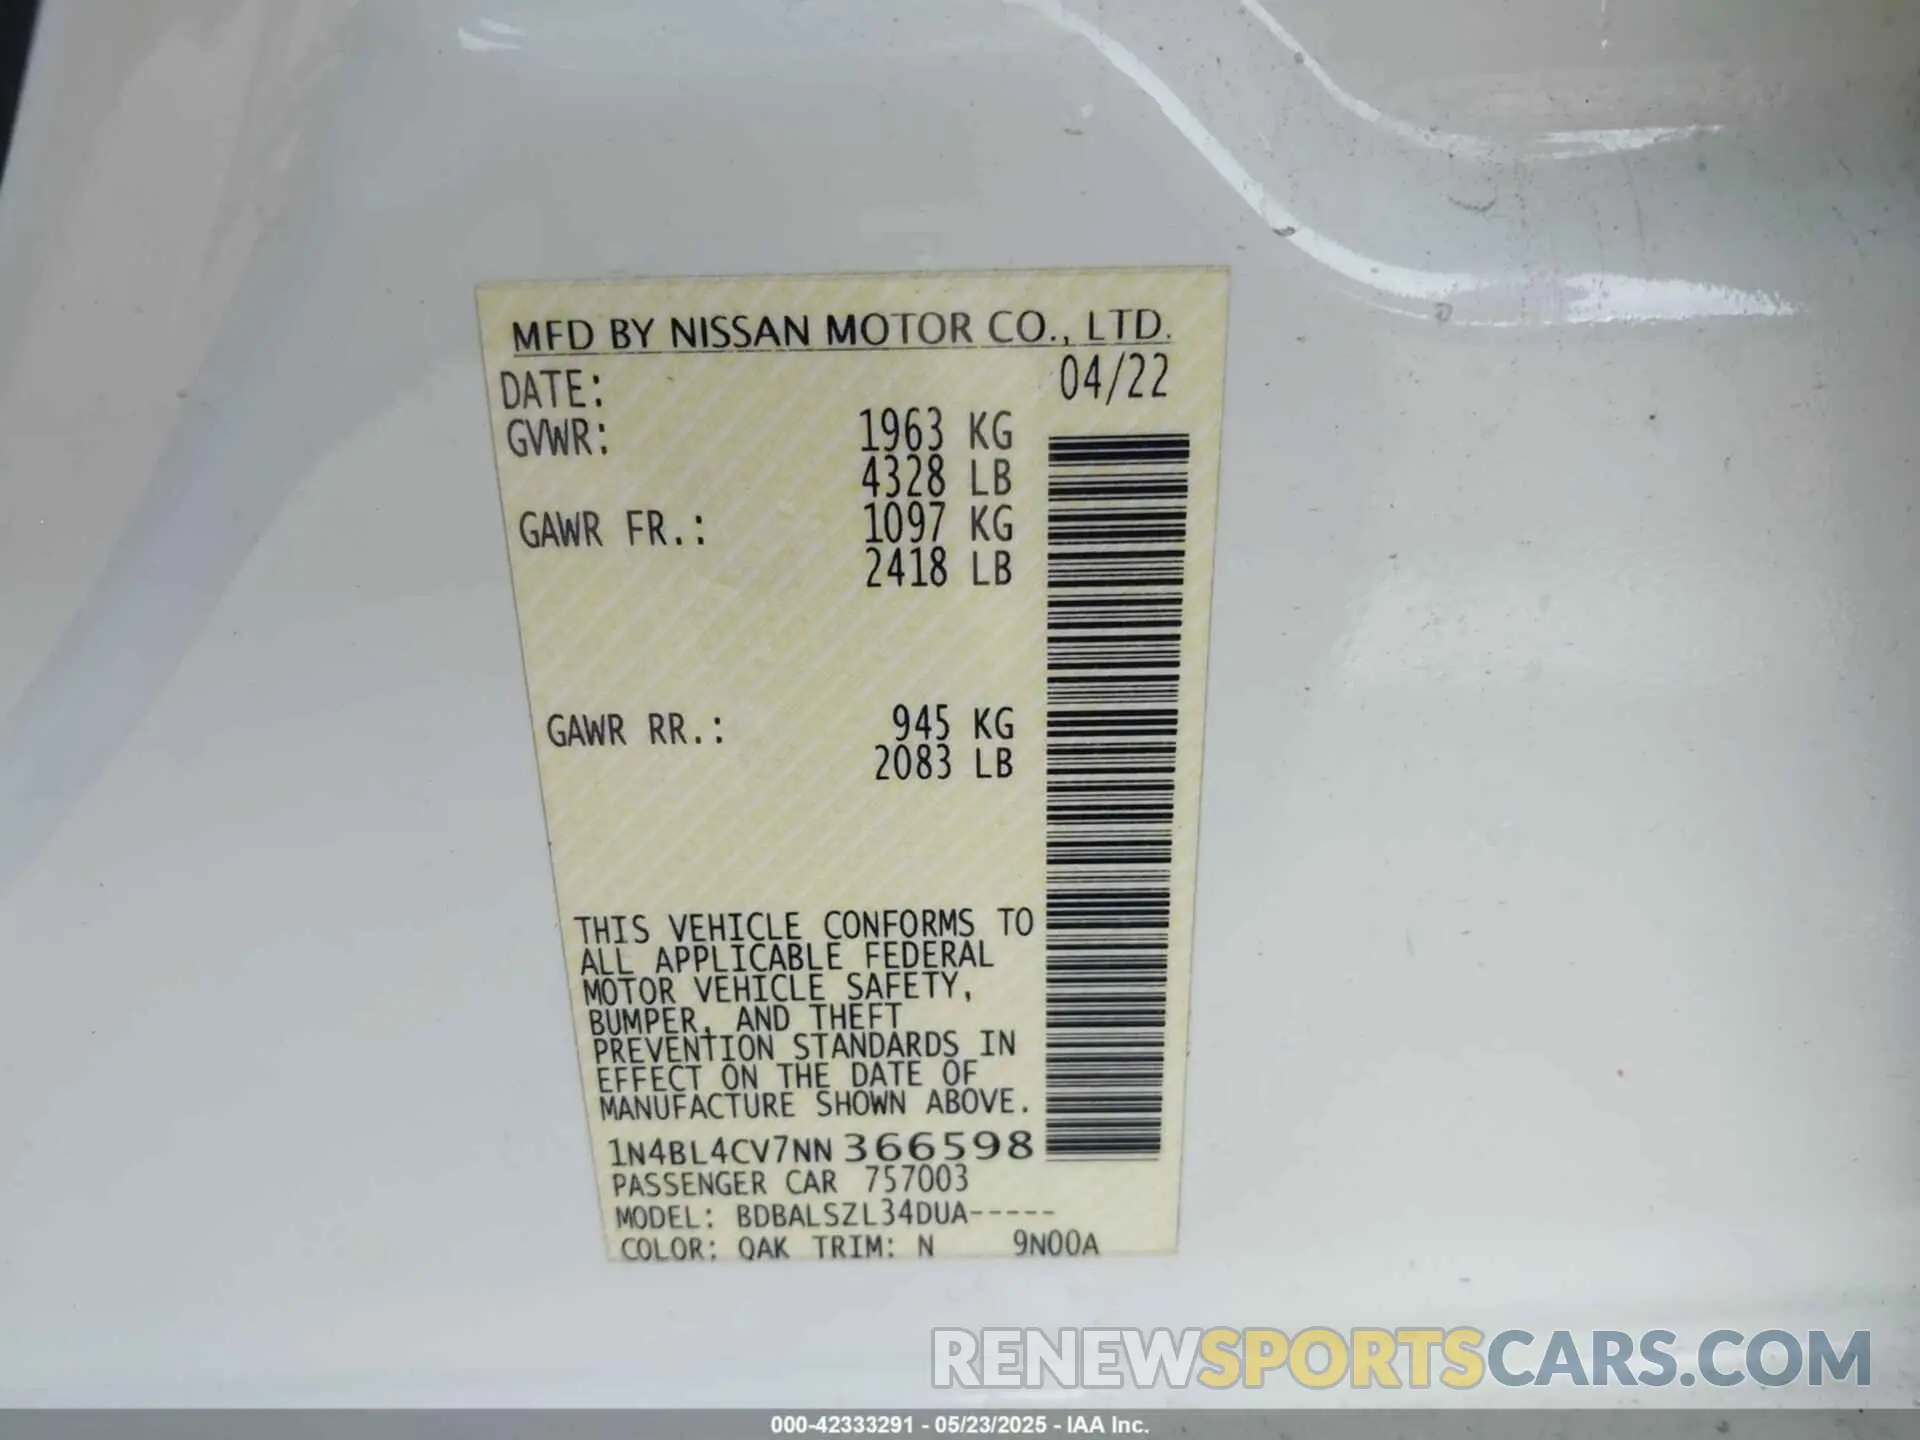 MFD BY NISSAN MOTOR CO., LTD.
DATE: 04/22
GVWR: 1963 KG
4328 LB
GAWR FR.: 1097 KG
2418 LB
GAWR RR.: 945 KG
2083 LB
THIS VEHICLE CONFORMS TO
ALL APPLICABLE FEDERAL
MOTOR VEHICLE SAFETY,
BUMPER, AND THEFT
PREVENTION STANDARDS IN
EFFECT ON THE DATE OF
MANUFACTURE SHOWN ABOVE.
1N4BL4CV7NN366598
PASSENGER CAR 757003
MODEL: BDBALSZL34DUA-----
COLOR: QAK TRIM: N 9N00A
RENEWSPORTSCARS.COM
000-42333291 - 05/23/2025 - IAA Inc.